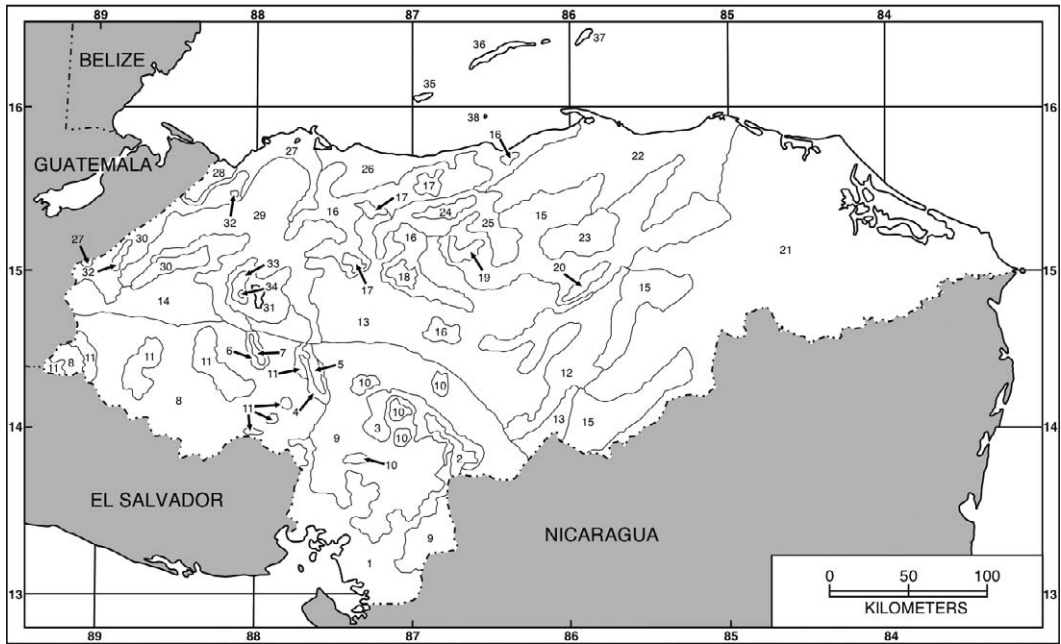 89 88 87 86 85 84
36 37
BELIZE
35
16 16
38
16
27 22
GUATEMALA 26
28 17
17
32 29 16 24 15
25
30 16 23 21
27
32 33 19 20
15 30 17 18 15 15
34
14 31
13 16
6 7
11 11 11 5 12
8 11 10 10
11 4 13
8 11 10 15
14 3 14
9 10
10 2
EL SALVADOR
NICARAGUA
9
1
0 50 100
13 13
KILOMETERS
89 88 87 86 85 84